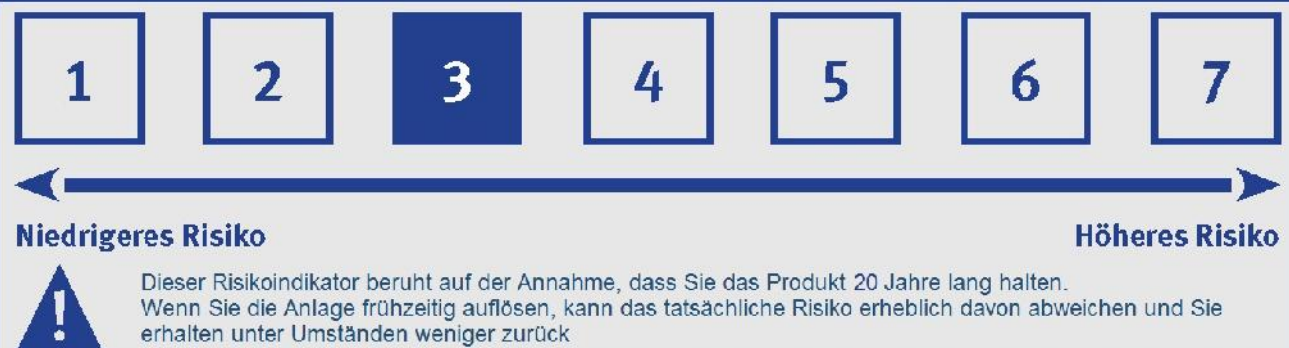 1 2 3 4 5 6 7
Niedrigeres Risiko Höheres Risiko
!
Dieser Risikoindikator beruht auf der Annahme, dass Sie das Produkt 20 Jahre lang halten.
Wenn Sie die Anlage frühzeitig auflösen, kann das tatsächliche Risiko erheblich davon abweichen und Sie
erhalten unter Umständen weniger zurück